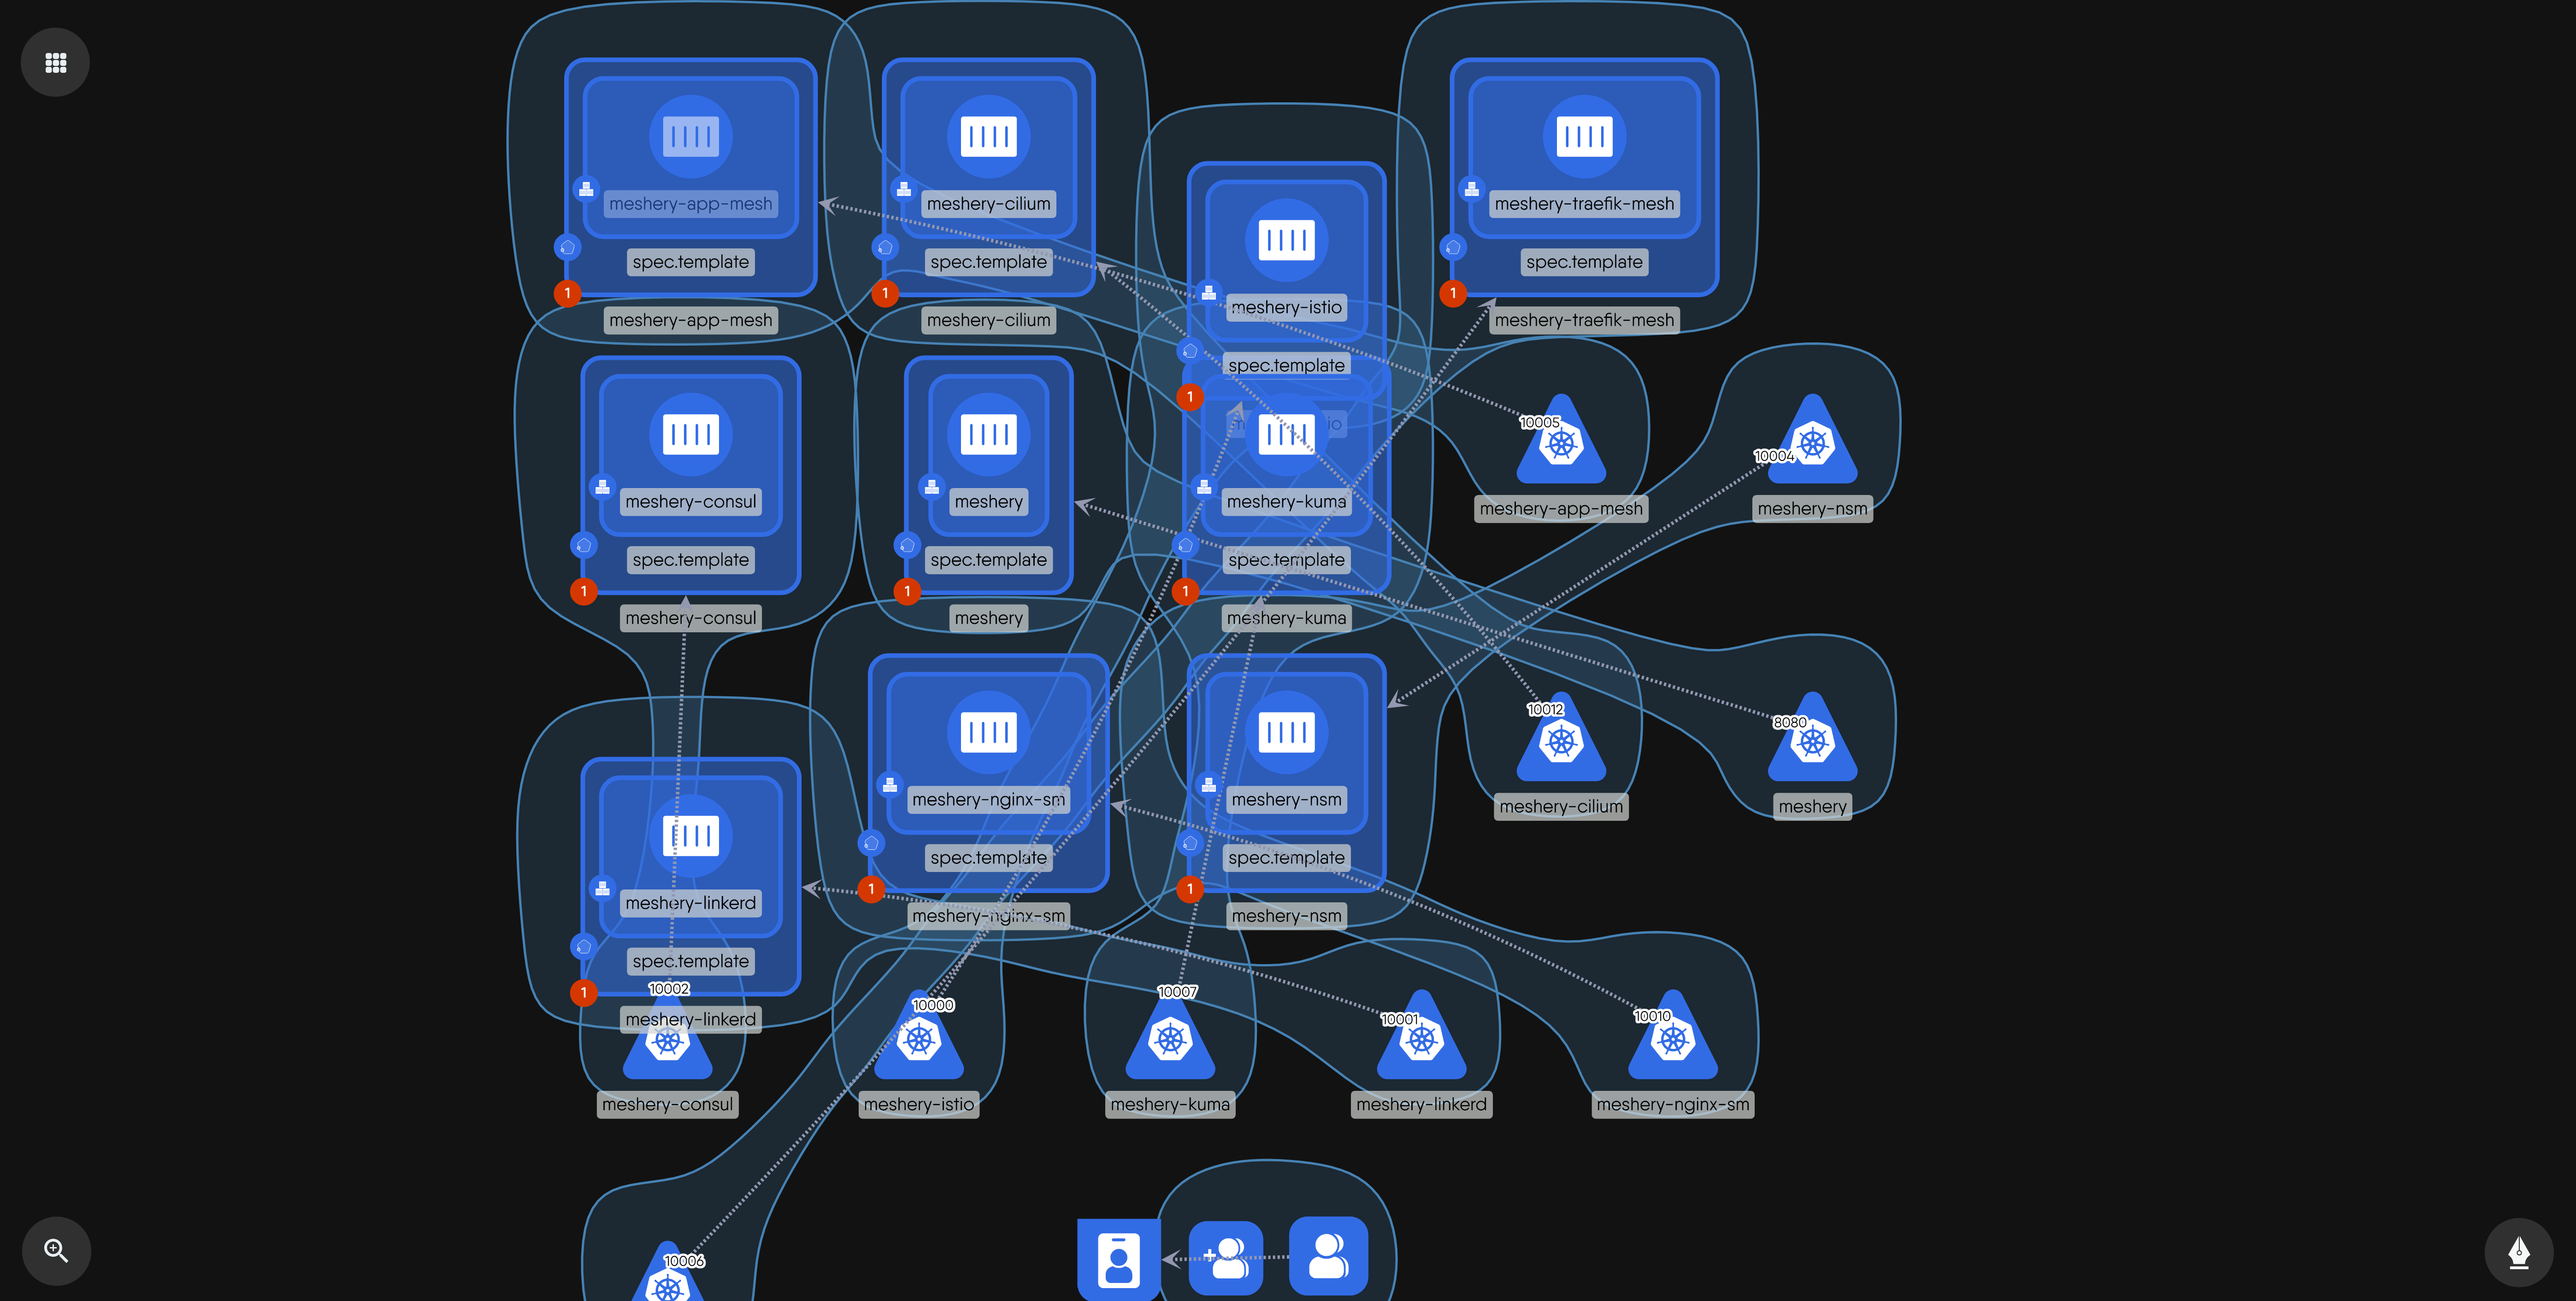 meshery-app-mesh
spec.template
1
meshery-app-mesh
meshery-cilium
spec.template
1
meshery-cilium
meshery-istio
spec.template
1
meshery-traefik-mesh
spec.template
1
meshery-traefik-mesh
meshery-consul
spec.template
1
meshery-consul
meshery
spec.template
1
meshery
meshery-kuma
spec.template
1
meshery-kuma
10005
meshery-app-mesh
10004
meshery-nsm
meshery-nginx-sm
spec.template
1
meshery-nginx-sm
meshery-nsm
spec.template
1
meshery-nsm
10012
meshery-cilium
8080
meshery
meshery-linkerd
spec.template
1
meshery-linkerd
10002
meshery-consul
10000
meshery-istio
10007
meshery-kuma
10001
meshery-linkerd
10010
meshery-nginx-sm
10006